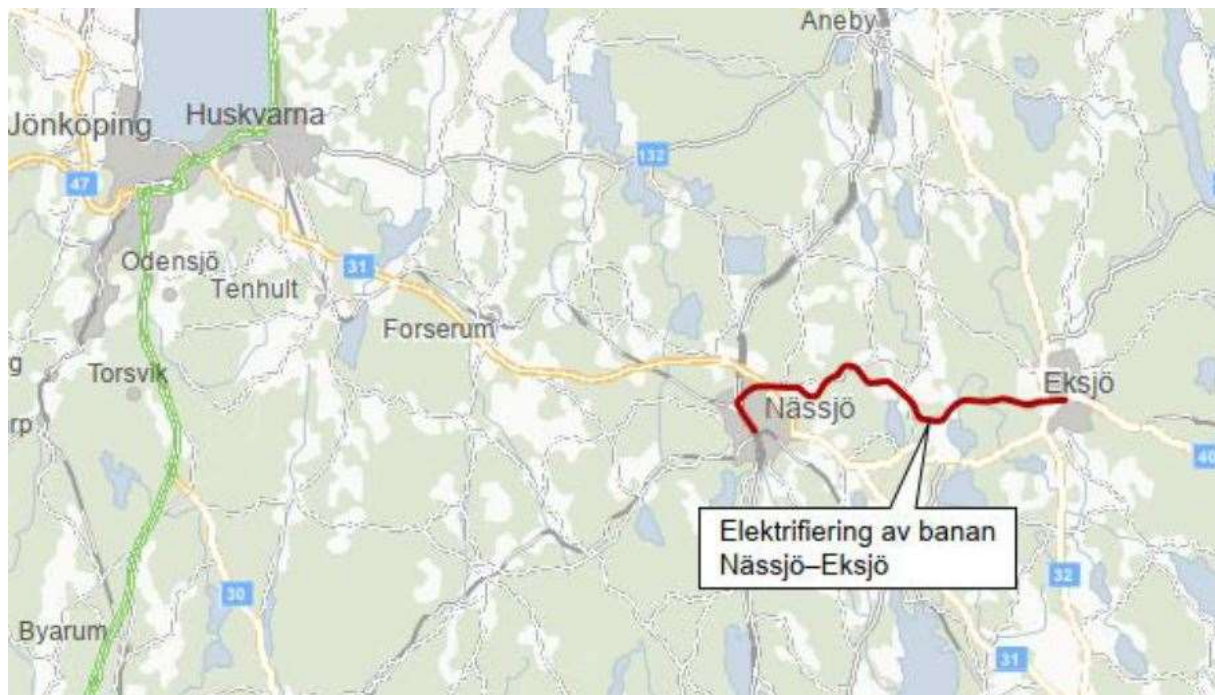 Aneby
Huskvarna
Jönköping
132
47
Odensjö
31
Tenhult
Forserum
g
Torsvik
Eksjö
Nässjö
rp
40
Elektrifiering av banan
Nässjö–Eksjö
32
30
Byarum
31